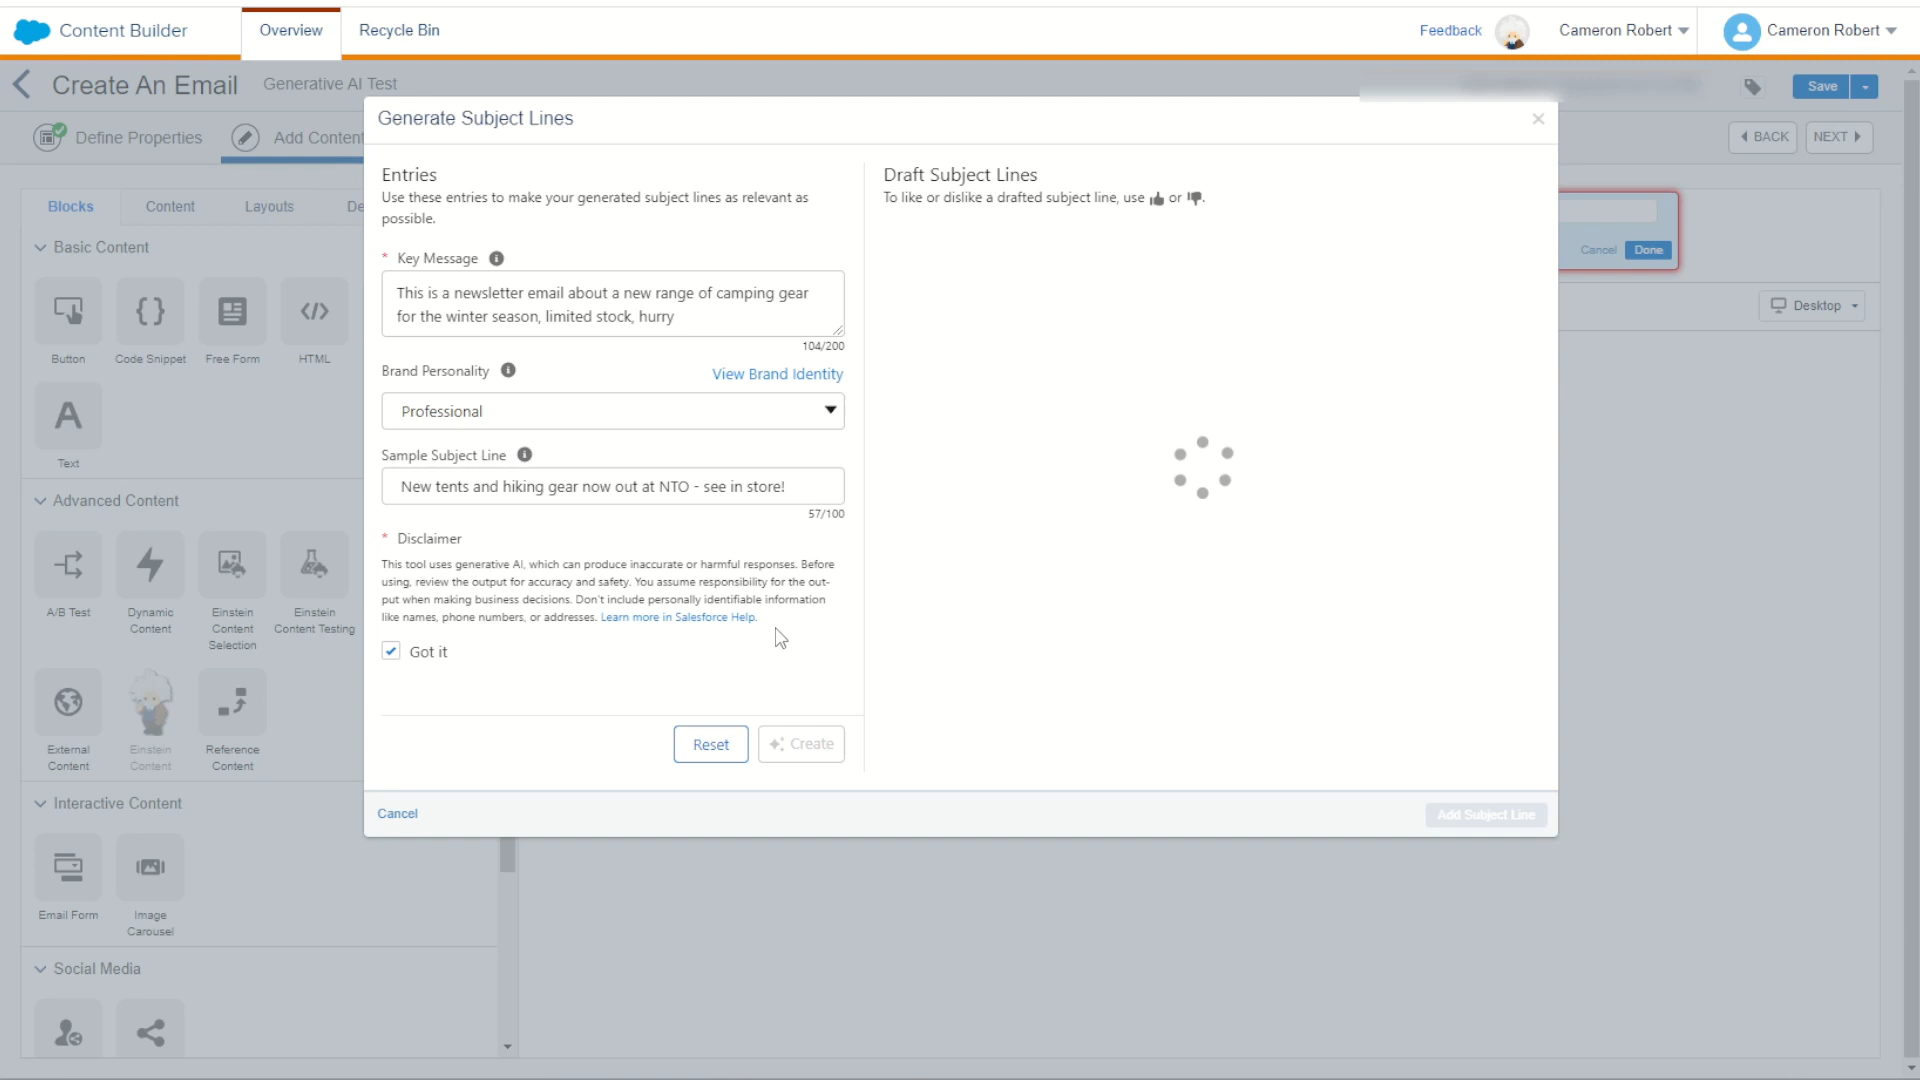 Content Builder
Overview
Recycle Bin
Feedback
Cameron Robert
Cameron Robert
Create An Email
Generative AI Test
Save
Define Properties
Add Content
BACK
NEXT
Blocks
Content
Layouts
De
Basic Content
Button
Code Snippet
Free Form
HTML
Text
Advanced Content
A/B Test
Dynamic
Content
Einstein
Content
Selection
Einstein
Content Testing
External
Content
Einstein
Content
Reference
Content
Interactive Content
Email Form
Image
Carousel
Social Media
Generate Subject Lines
Entries
Use these entries to make your generated subject lines as relevant as
possible.
* Key Message
This is a newsletter email about a new range of camping gear
for the winter season, limited stock, hurry
104/200
Brand Personality
View Brand Identity
Professional
Sample Subject Line
New tents and hiking gear now out at NTO - see in store!
57/100
* Disclaimer
This tool uses generative AI, which can produce inaccurate or harmful responses. Before
using, review the output for accuracy and safety. You assume responsibility for the out-
put when making business decisions. Don't include personally identifiable information
like names, phone numbers, or addresses. Learn more in Salesforce Help.
Got it
Reset
Create
Draft Subject Lines
To like or dislike a drafted subject line, use or .
Cancel
Add Subject Line
Cancel
Done
Desktop